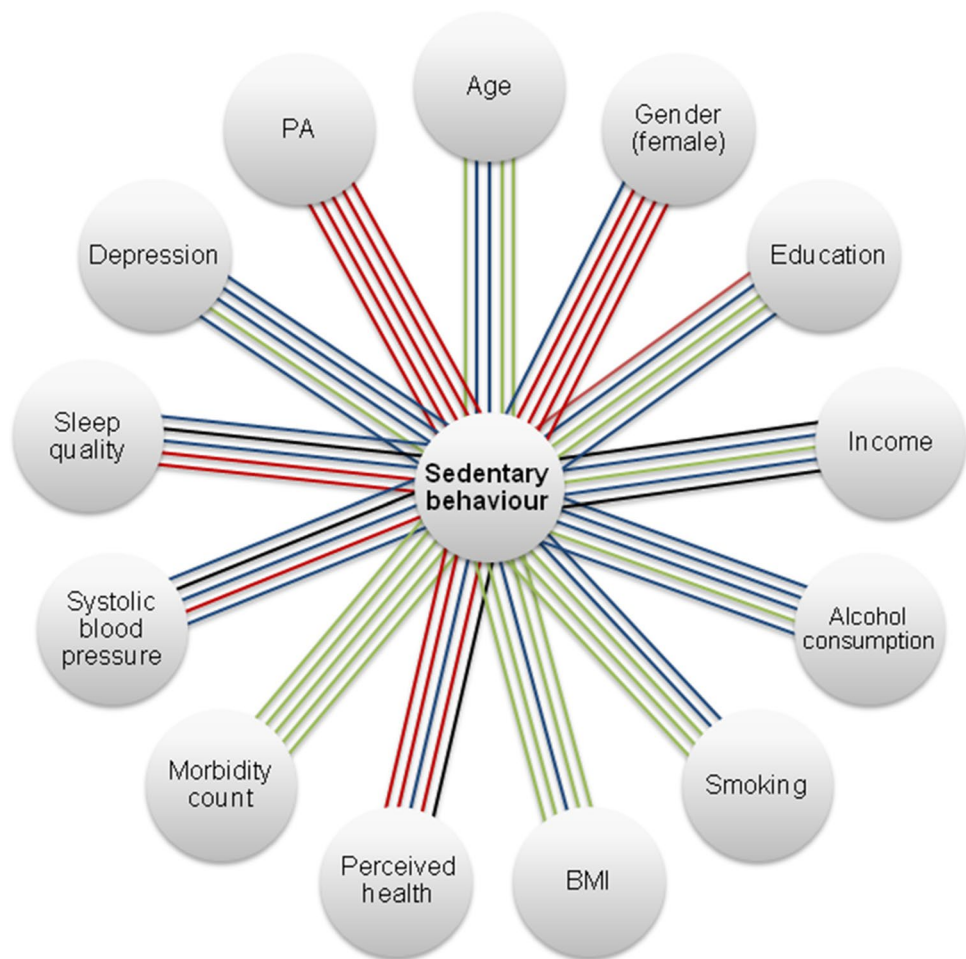 Age
Gender
(female)
Education
Income
Alcohol
consumption
Smoking
BMI
Perceived
health
Morbidity
count
Systolic
blood
pressure
Sleep
quality
Depression
PA
Sedentary
behaviour